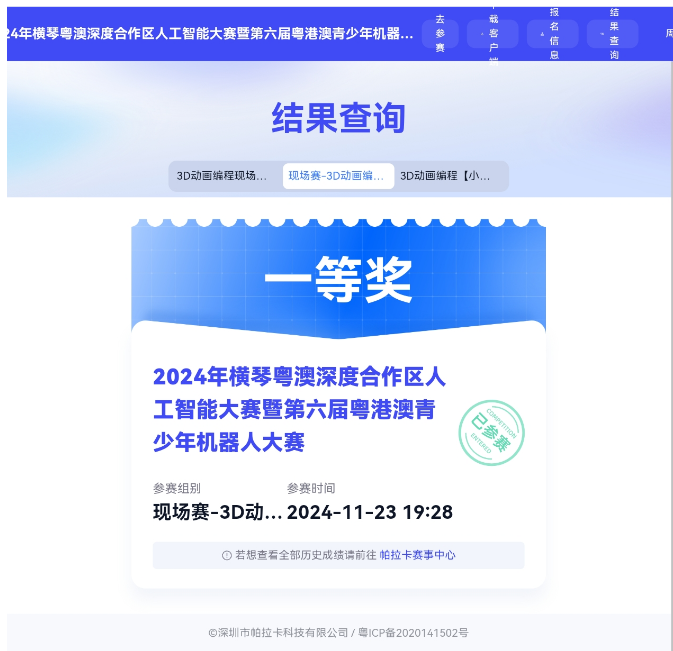 24年横琴粤澳深度合作区人工智能大赛暨第六届粤港澳青少年机器...
去参赛
下载客户端
报名信息
结果查询
周
结果查询
3D动画编程现场...
现场赛-3D动画编...
3D动画编程【小...
一等奖
2024年横琴粤澳深度合作区人
工智能大赛暨第六届粤港澳青
少年机器人大赛
COMPETITION
已参赛
ENTERED
参赛组别
参赛时间
现场赛-3D动...
2024-11-23 19:28
若想查看全部历史成绩请前往 帕拉卡赛事中心
©深圳市帕拉卡科技有限公司 / 粤ICP备2020141502号